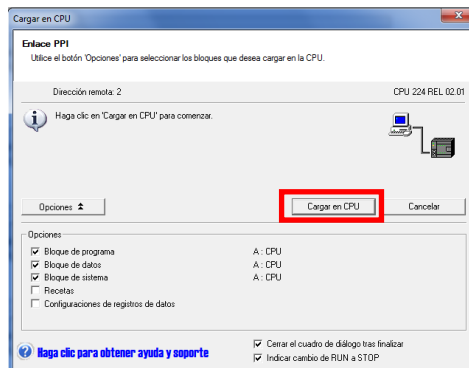 Cargar en CPU
Enlace PPI
Utilice el botón 'Opciones' para seleccionar los bloques que desea cargar en la CPU.
Dirección remota: 2 CPU 224 REL 02.01
Haga clic en 'Cargar en CPU' para comenzar.
Opciones Cargar en CPU Cancelar
Opciones
Bloque de programa A : CPU
Bloque de datos A : CPU
Bloque de sistema A : CPU
Recetas
Configuraciones de registros de datos
Haga clic para obtener ayuda y soporte
Cerrar el cuadro de diálogo tras finalizar
Indicar cambio de RUN a STOP